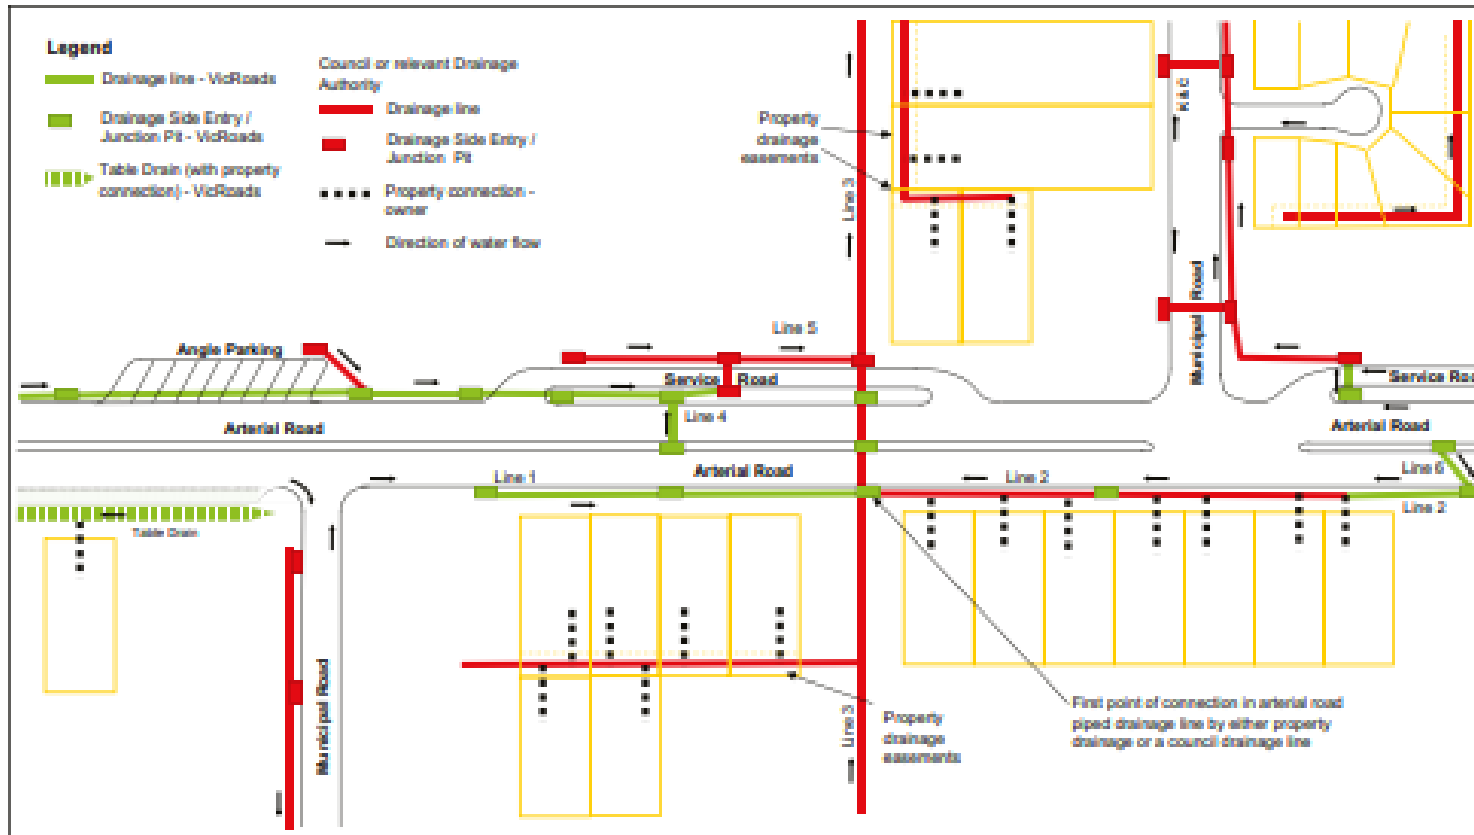 Legend
Drainage line - VicRoads
Drainage Side Entry /
Junction Pit - VicRoads
Table Drain (with property
connection) - VicRoads
Council or relevant Drainage
Authority
Drainage line
Drainage Side Entry /
Junction Pit
Property connection -
owner
Direction of water flow
Property
drainage
easements
Line 3
K & C
Municipal Road
Line 5
Angle Parking
Service Road
Service Roa
Line 4
Arterial Road
Arterial Road
Line 1
Arterial Road
Line 2
Line 6
Line 2
Table Drain
Municipal Road
Line 3
Property
drainage
easements
First point of connection in arterial road
piped drainage line by either property
drainage or a council drainage line